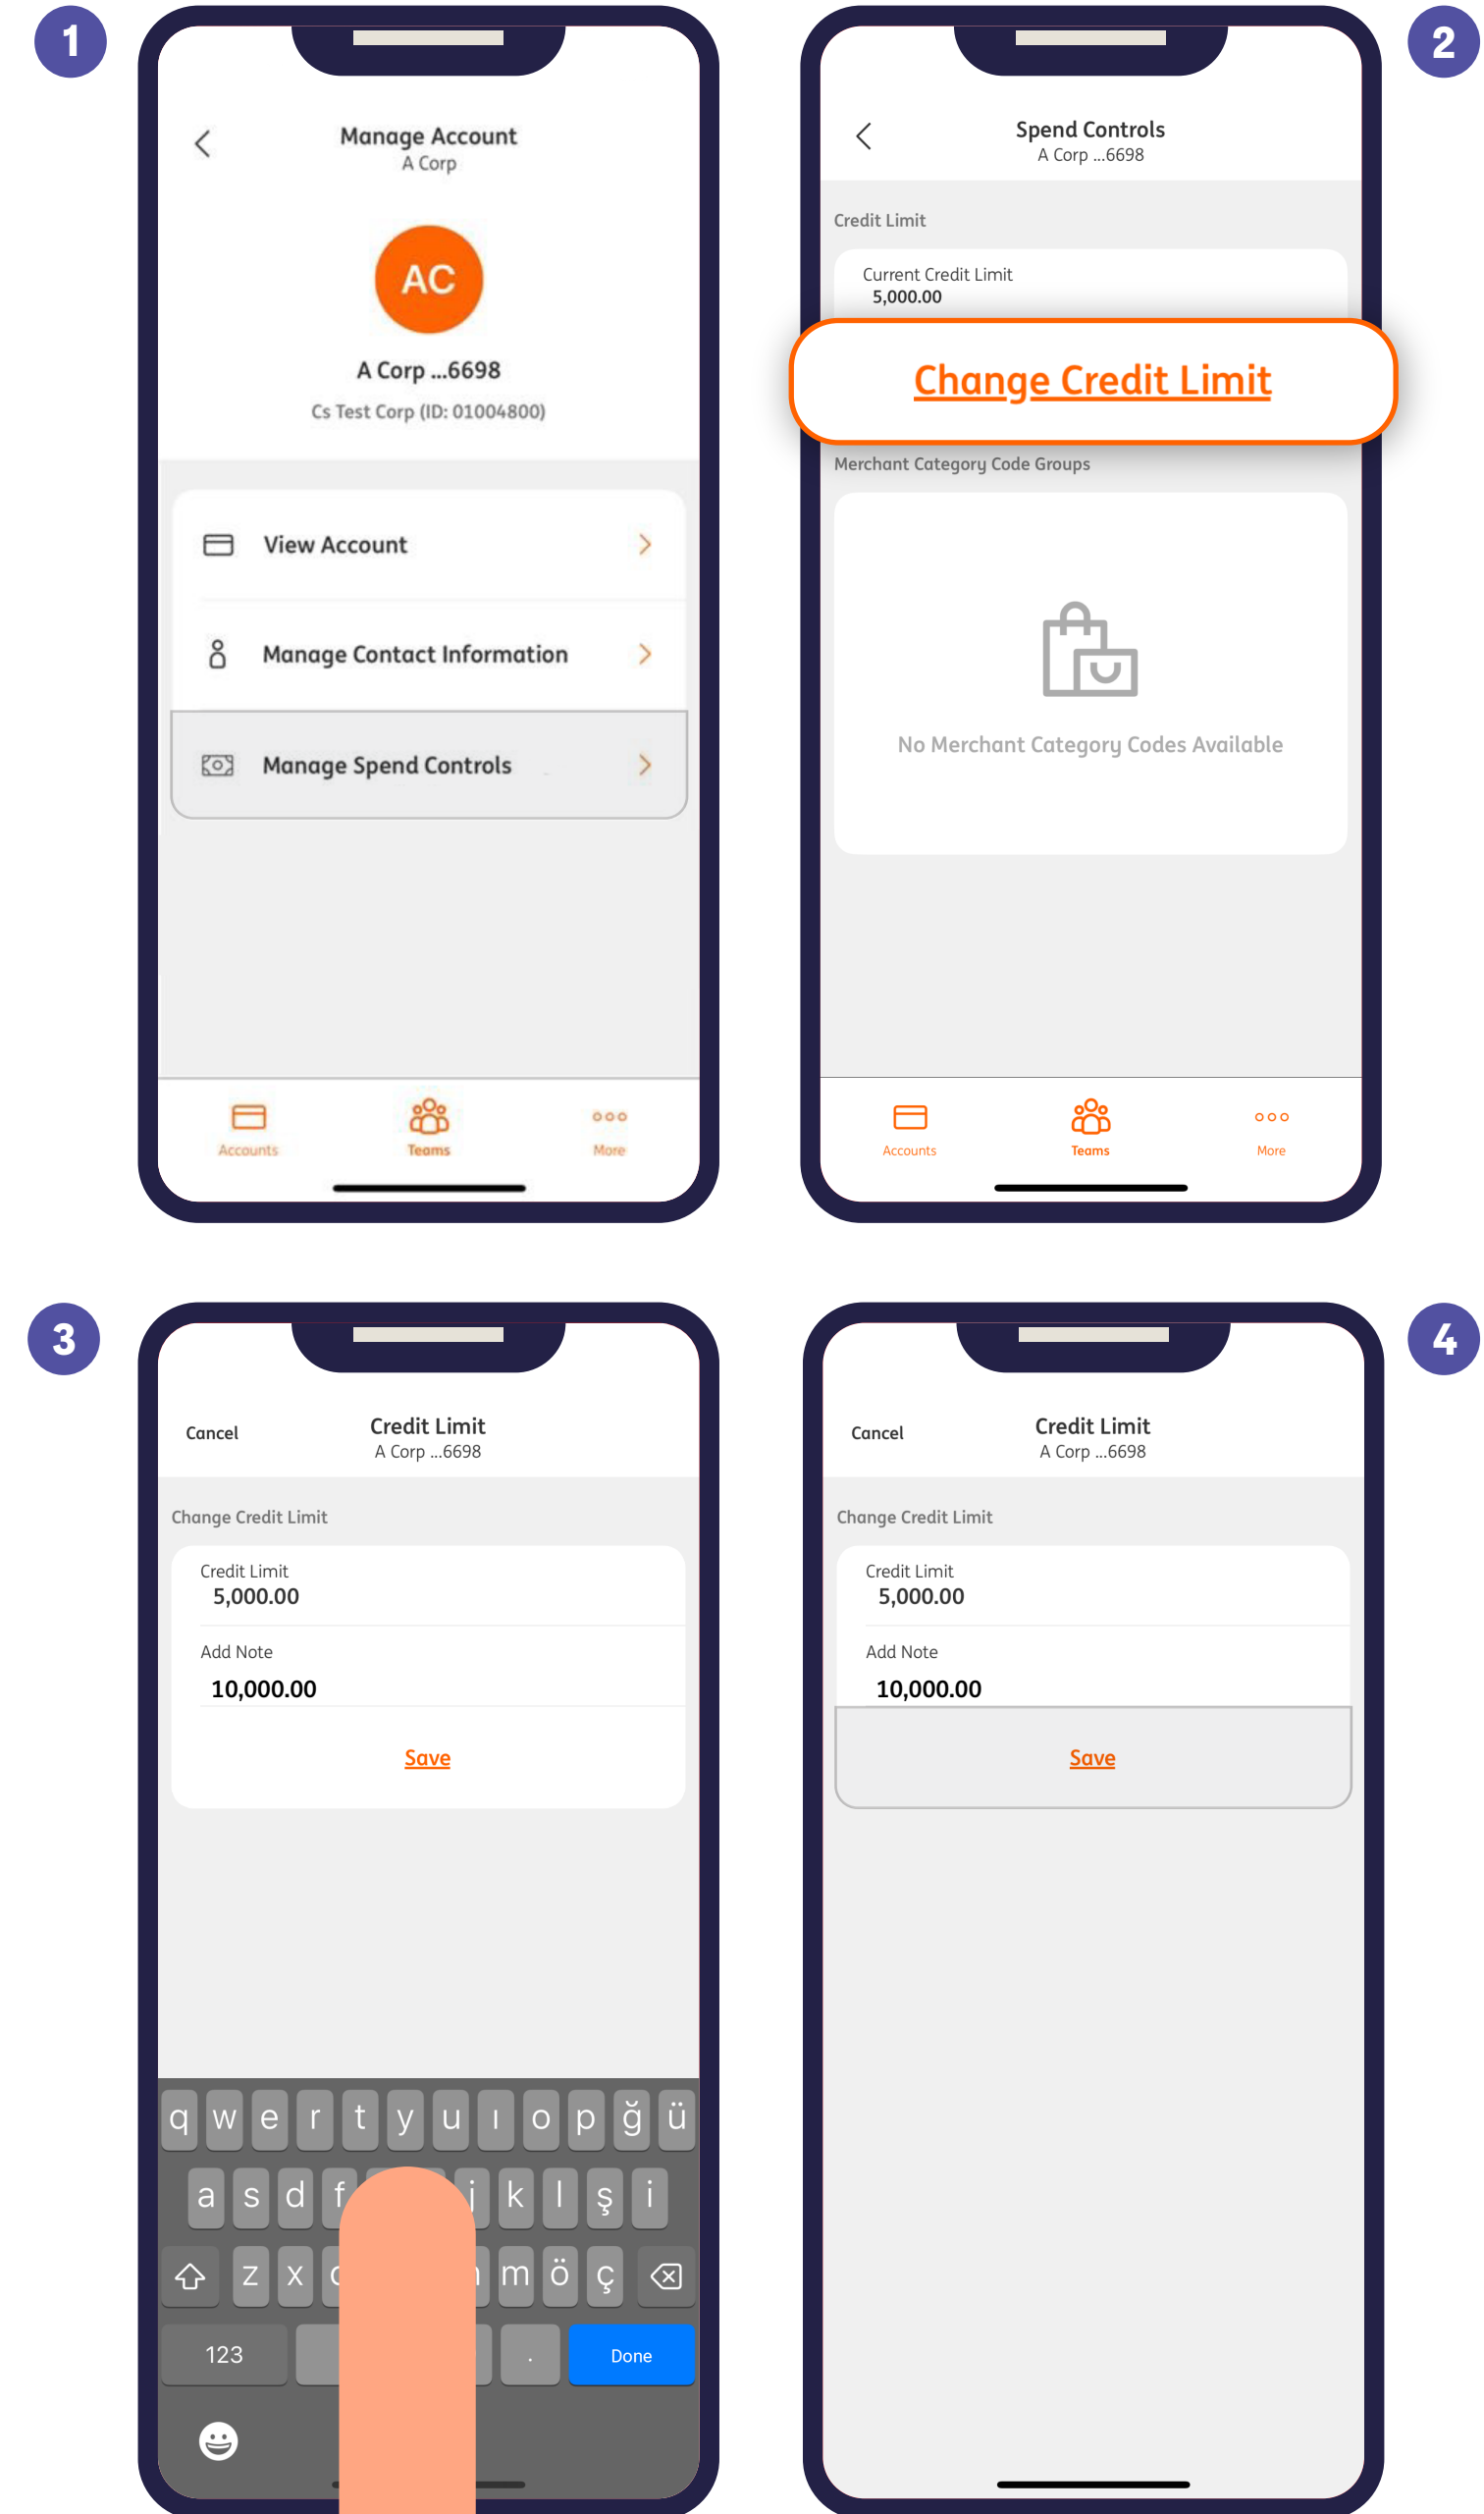 1
Manage Account
A Corp
AC
A Corp ...6698
Cs Test Corp (ID: 01004800)
View Account
Manage Contact Information
Manage Spend Controls
Accounts
Teams
More
2
Spend Controls
A Corp ...6698
Credit Limit
Current Credit Limit
5,000.00
Change Credit Limit
Merchant Category Code Groups
No Merchant Category Codes Available
Accounts
Teams
More
3
Cancel
Credit Limit
A Corp ...6698
Change Credit Limit
Credit Limit
5,000.00
Add Note
10,000.00
Save
q w e r t y u ı o p ğ ü
a s d f j k l ş i
z x m ö ç
123 . Done
4
Cancel
Credit Limit
A Corp ...6698
Change Credit Limit
Credit Limit
5,000.00
Add Note
10,000.00
Save